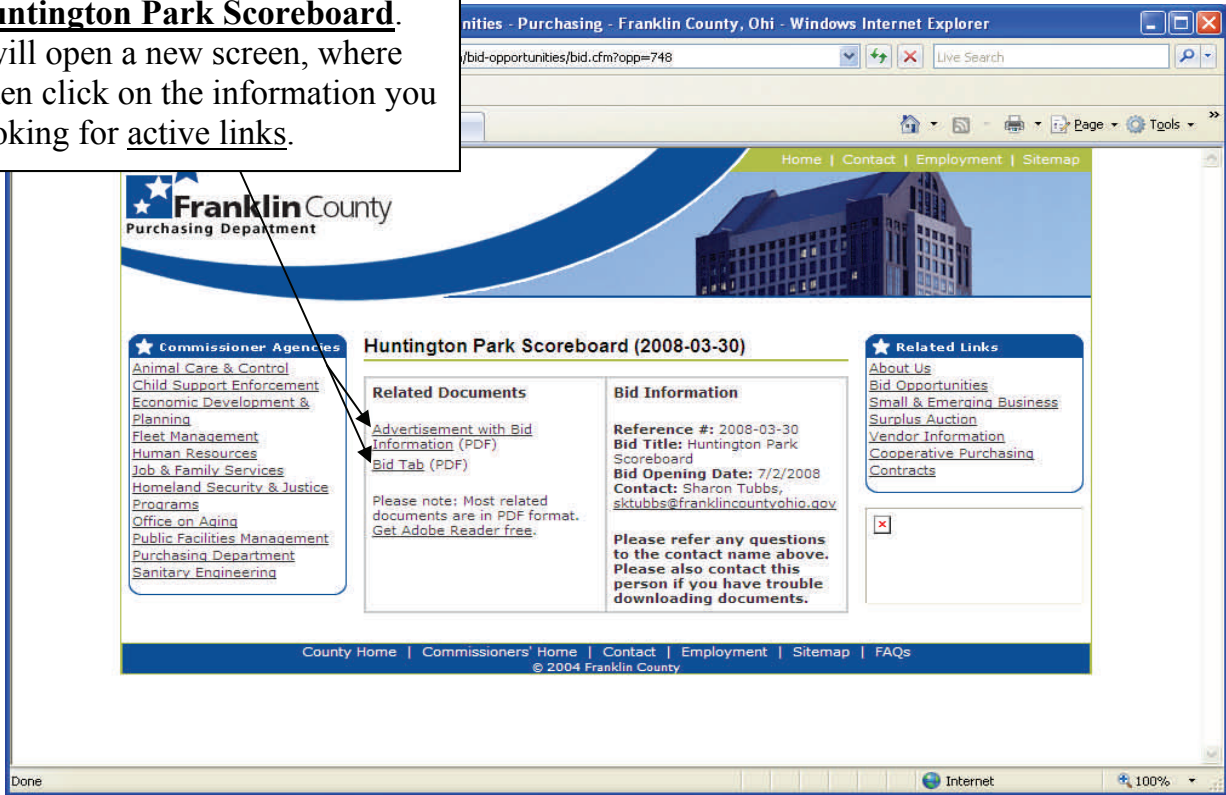 untington Park Scoreboard.
will open a new screen, where
en click on the information you
oking for active links.
nities - Purchasing - Franklin County, Ohi - Windows Internet Explorer
/bid-opportunities/bid.cfm?opp=748
Live Search
Page
Tools
Home | Contact | Employment | Sitemap
Franklin County
Purchasing Department
Commissioner Agencies
Animal Care & Control
Child Support Enforcement
Economic Development &
Planning
Fleet Management
Human Resources
Job & Family Services
Homeland Security & Justice
Programs
Office on Aging
Public Facilities Management
Purchasing Department
Sanitary Engineering
Huntington Park Scoreboard (2008-03-30)
Related Documents
Advertisement with Bid
Information (PDF)
Bid Tab (PDF)
Please note: Most related
documents are in PDF format.
Get Adobe Reader free.
Bid Information
Reference #: 2008-03-30
Bid Title: Huntington Park
Scoreboard
Bid Opening Date: 7/2/2008
Contact: Sharon Tubbs,
sktubbs@franklincountyohio.gov
Please refer any questions
to the contact name above.
Please also contact this
person if you have trouble
downloading documents.
Related Links
About Us
Bid Opportunities
Small & Emerging Business
Surplus Auction
Vendor Information
Cooperative Purchasing
Contracts
County Home | Commissioners' Home | Contact | Employment | Sitemap | FAQs
© 2004 Franklin County
Done
Internet
100%